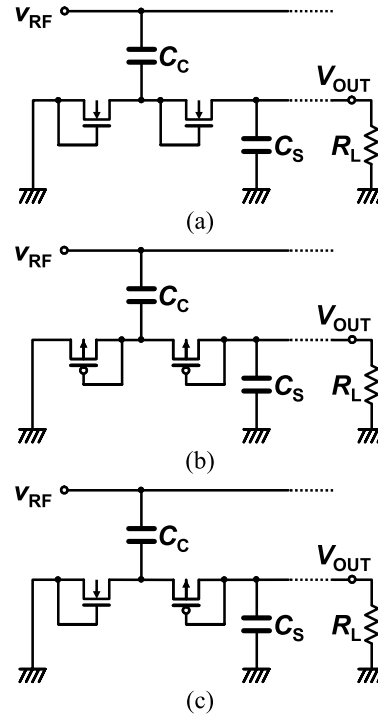 vRF
CC
VOUT
CS
RL
(a)
vRF
CC
VOUT
CS
RL
(b)
vRF
CC
VOUT
CS
RL
(c)